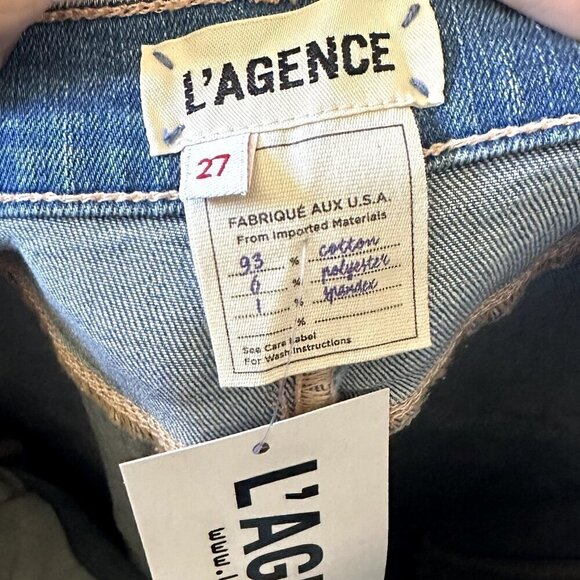 L'AGENCE
27
FABRIQUÉ AUX U.S.A.
From Imported Materials
93 % cotton
6 % polyester
1 % spandex
%
See Care Label
For Wash Instructions
L'AG
www.l